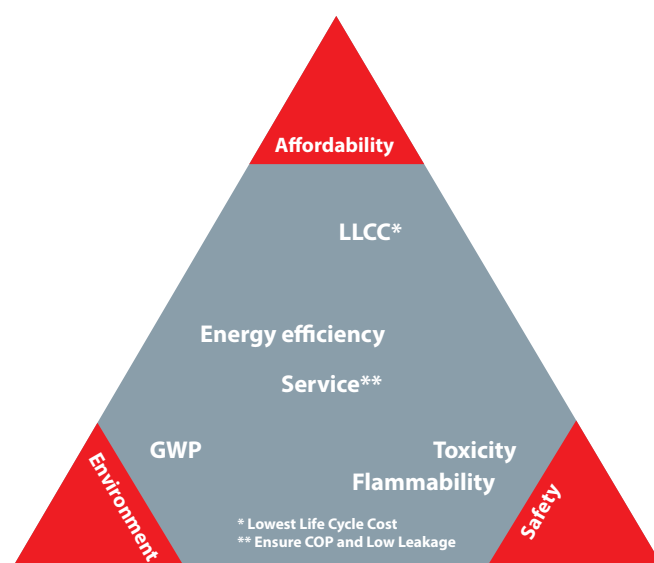 Affordability
LLCC*
Energy efficiency
Service**
GWP
Toxicity
Flammability
Environment
Safety
* Lowest Life Cycle Cost
** Ensure COP and Low Leakage